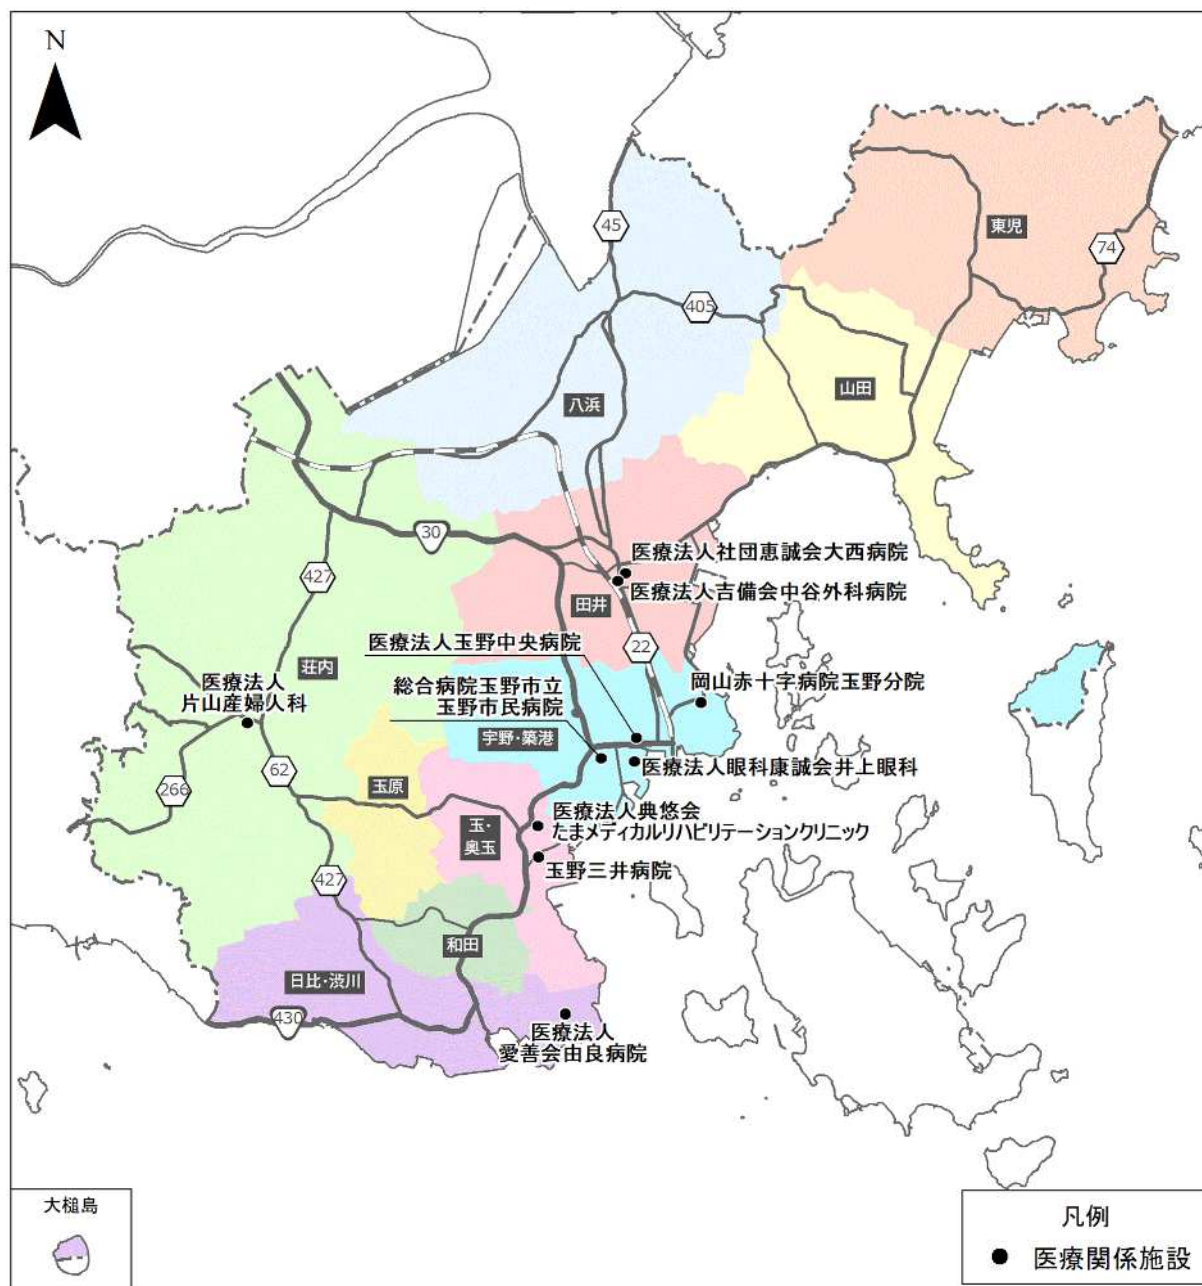 N
45
東児
74
405
山田
八浜
30
医療法人社団恵誠会大西病院
427
医療法人吉備会中谷外科病院
田井
医療法人玉野中央病院
22
荘内
岡山赤十字病院玉野分院
医療法人
片山産婦人科
総合病院玉野市立
玉野市民病院
宇野・築港
医療法人眼科康誠会井上眼科
62
266
玉原
医療法人典悠会
たまメディカルリハビリテーションクリニック
玉・
奥玉
玉野三井病院
427
和田
日比・渋川
430
医療法人
愛善会由良病院
大槌島
凡例
医療関係施設